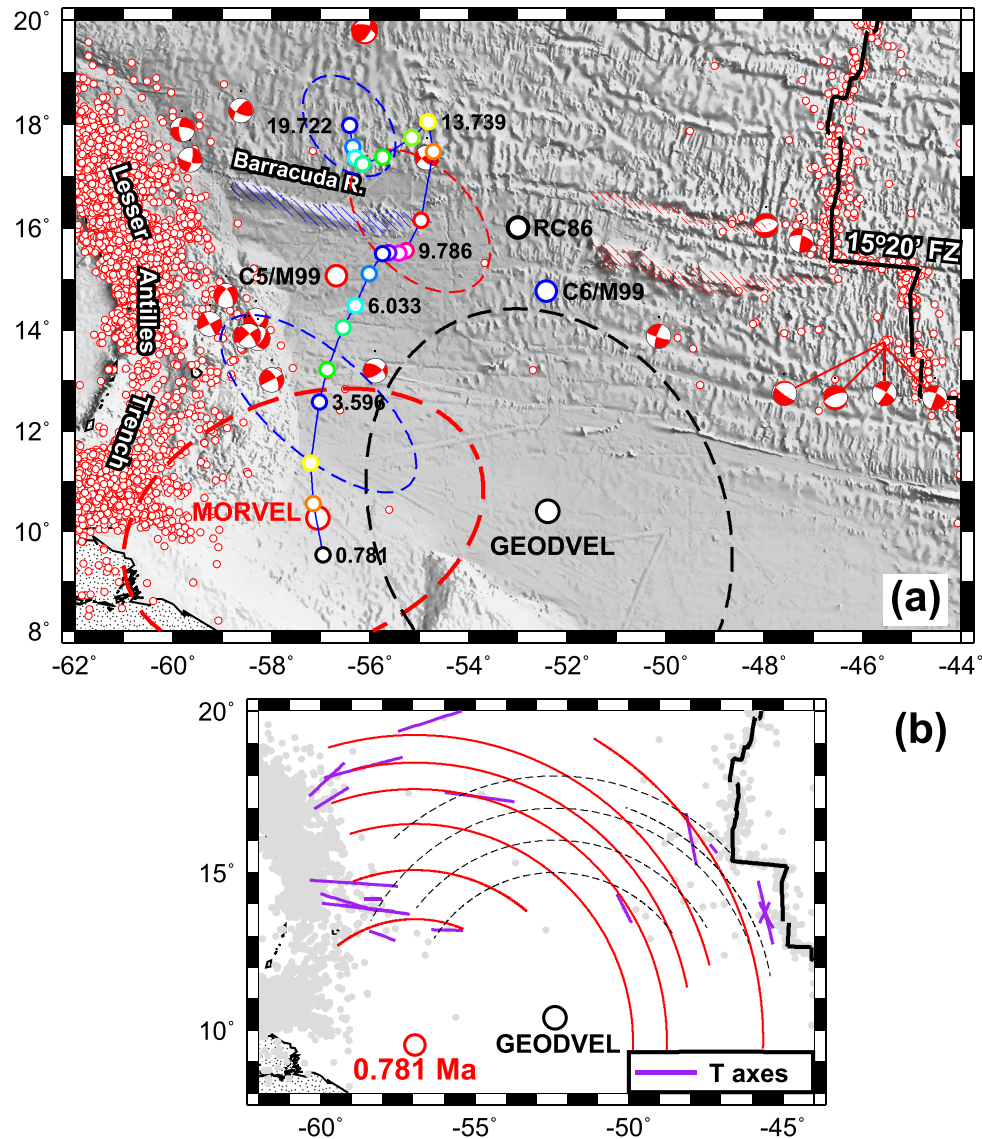 20°
18°
16°
14°
12°
10°
8°
-62
-60
-58
-56
-54
-52
-50
-48
-46
-44
19.722
13.739
Barracuda R.
Lesser
Antilles
Trench
RC86
9.786
15º20' FZ
C5/M99
C6/M99
6.033
3.596
MORVEL
0.781
GEODVEL
(a)
(b)
20°
15°
10°
-60°
-55°
-50°
-45°
0.781 Ma
GEODVEL
T axes